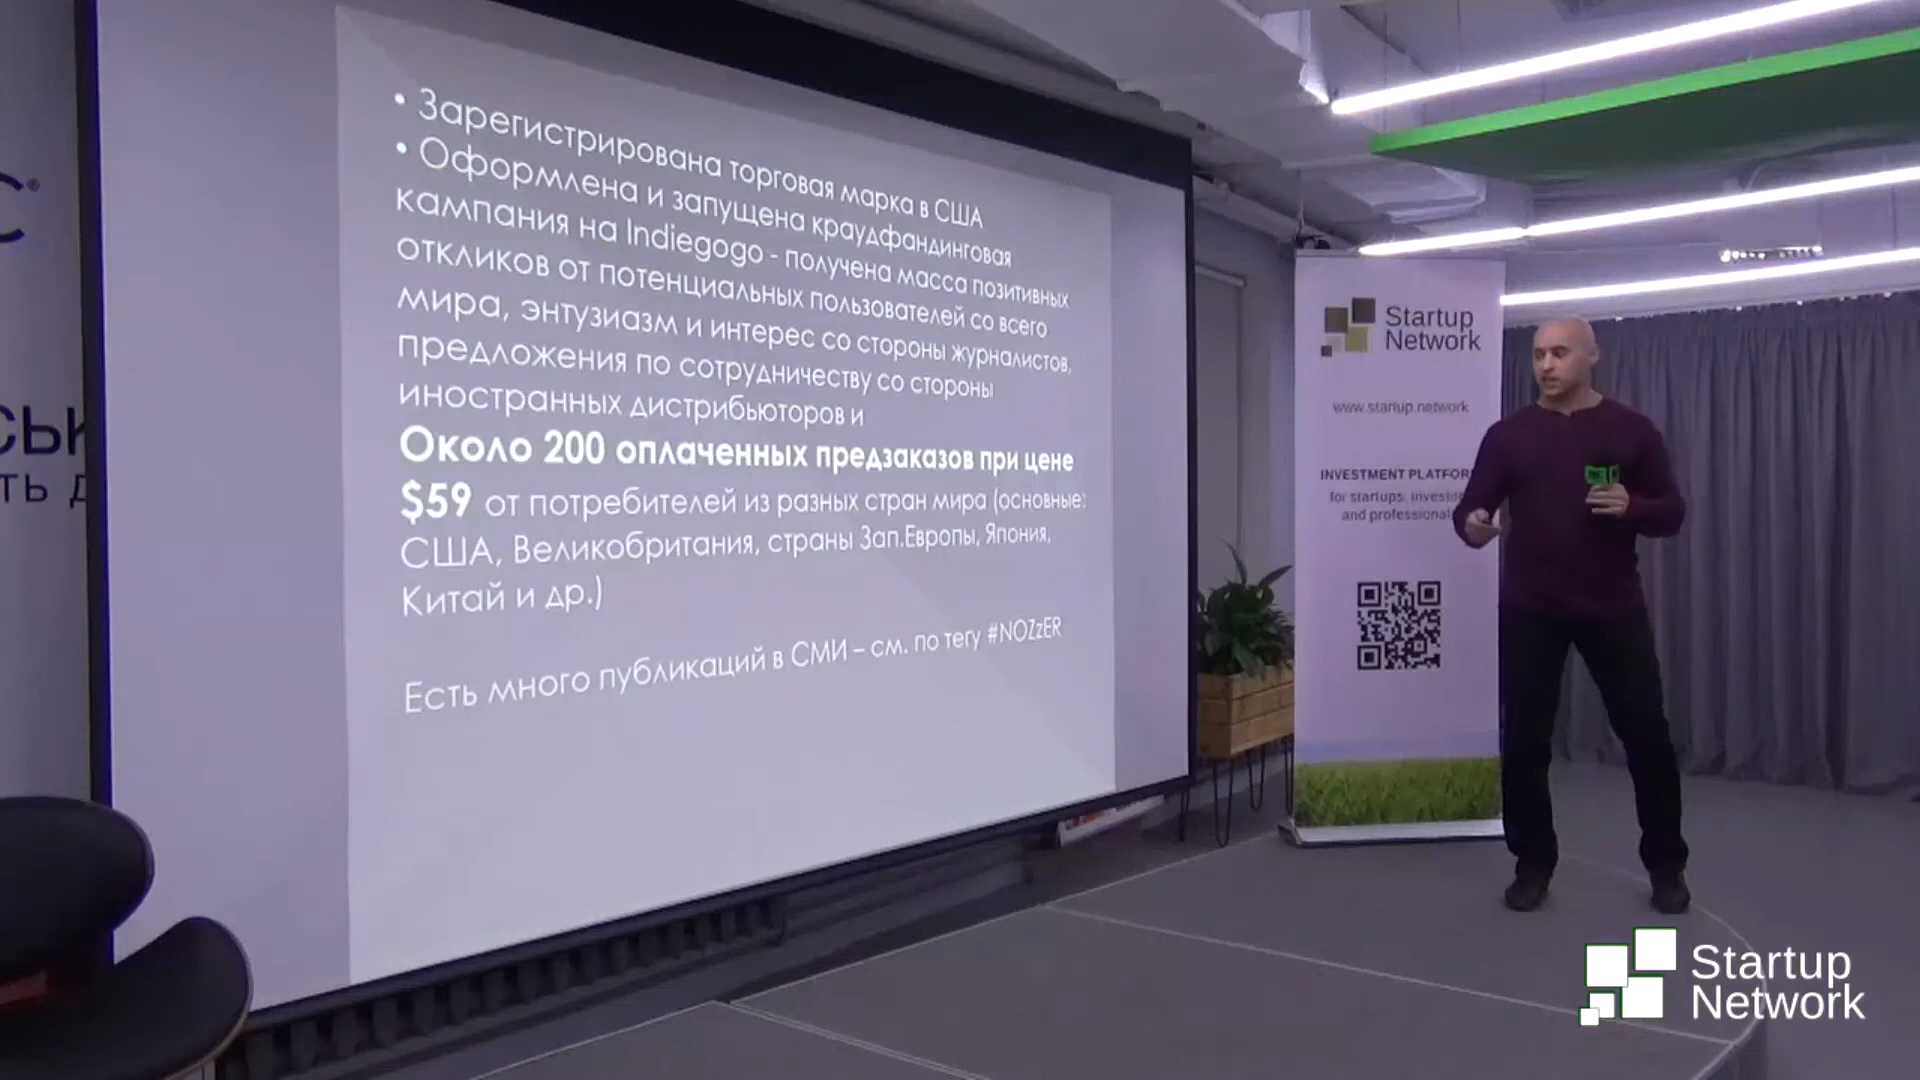 • Зарегистрирована торговая марка в США
• Оформлена и запущена краудфандинговая
кампания на Indiegogo - получена масса позитивных
откликов от потенциальных пользователей со всего
мира, энтузиазм и интерес со стороны журналистов,
предложения по сотрудничеству со стороны
иностранных дистрибьюторов и
Около 200 оплаченных предзаказов при цене
$59 от потребителей из разных стран мира (основные:
США, Великобритания, страны Зап.Европы, Япония,
Китай и др.)
Есть много публикаций в СМИ – см. по тегу #NOZzER
Startup
Network
www.startup.network
INVESTMENT PLATFOR
for startups, investo
and professional
Startup
Network